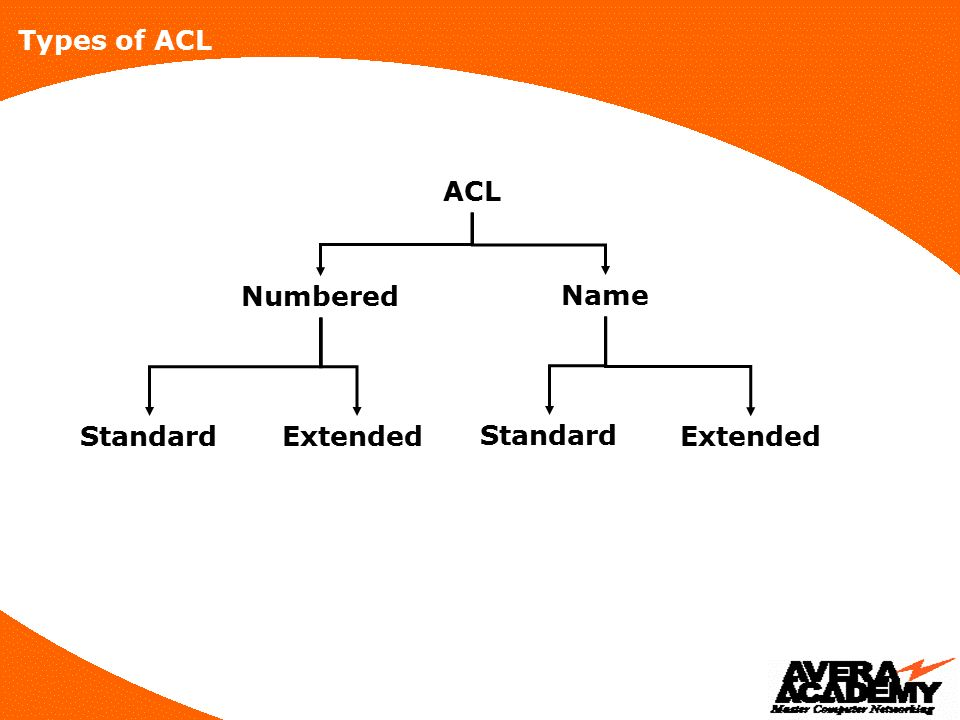 Types of ACL
ACL
Numbered
Name
Standard
Extended
Standard
Extended
AVERA
ACADEMY
Master Computer Networking